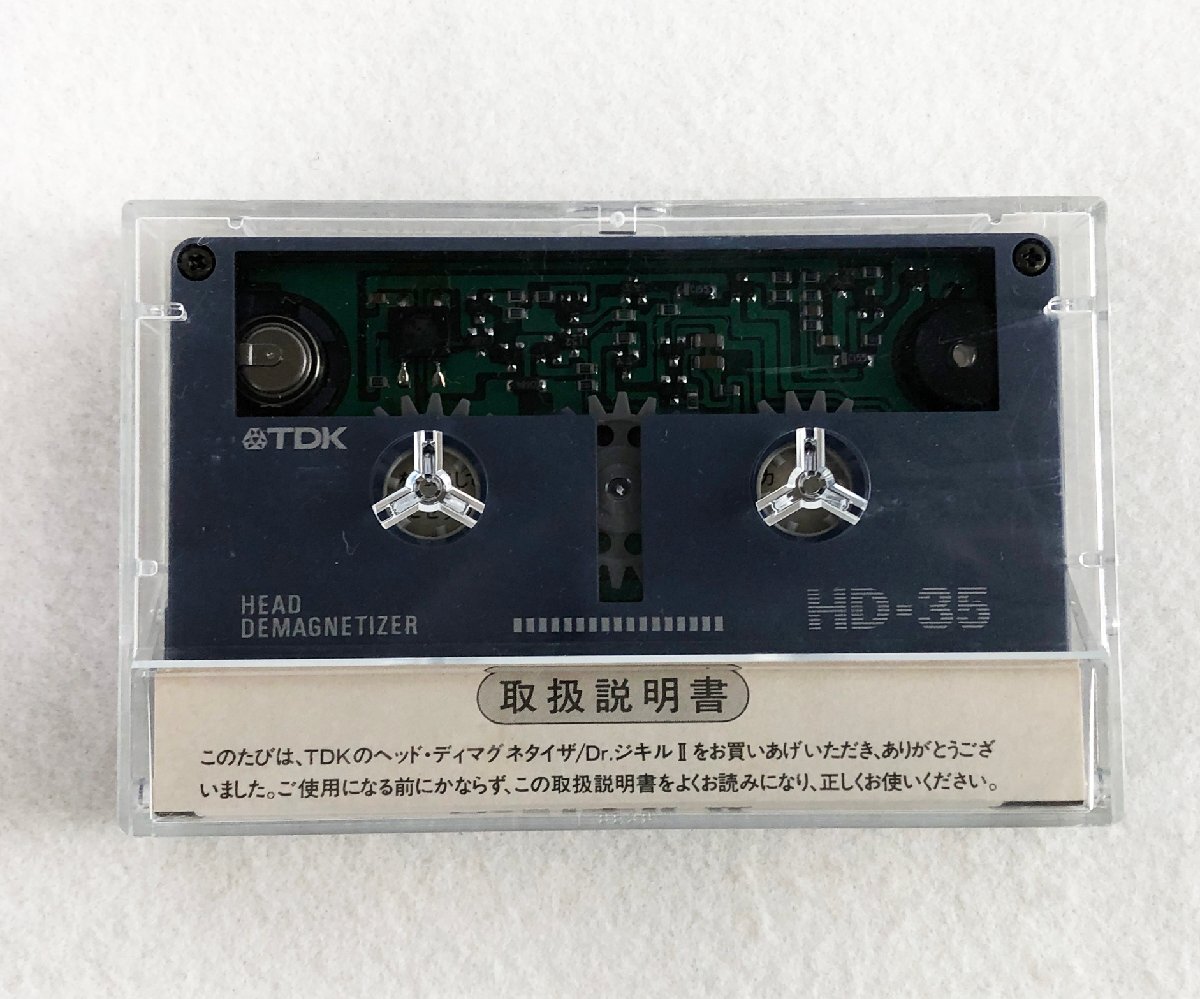 TDK
HEAD
DEMAGNETIZER
HD-35
取扱説明書
このたびは、TDKのヘッド・ディマグネタイザ/Dr.ジキルⅡをお買いあげいただき、ありがとうござ
いました。ご使用になる前にかならず、この取扱説明書をよくお読みになり、正しくお使いください。